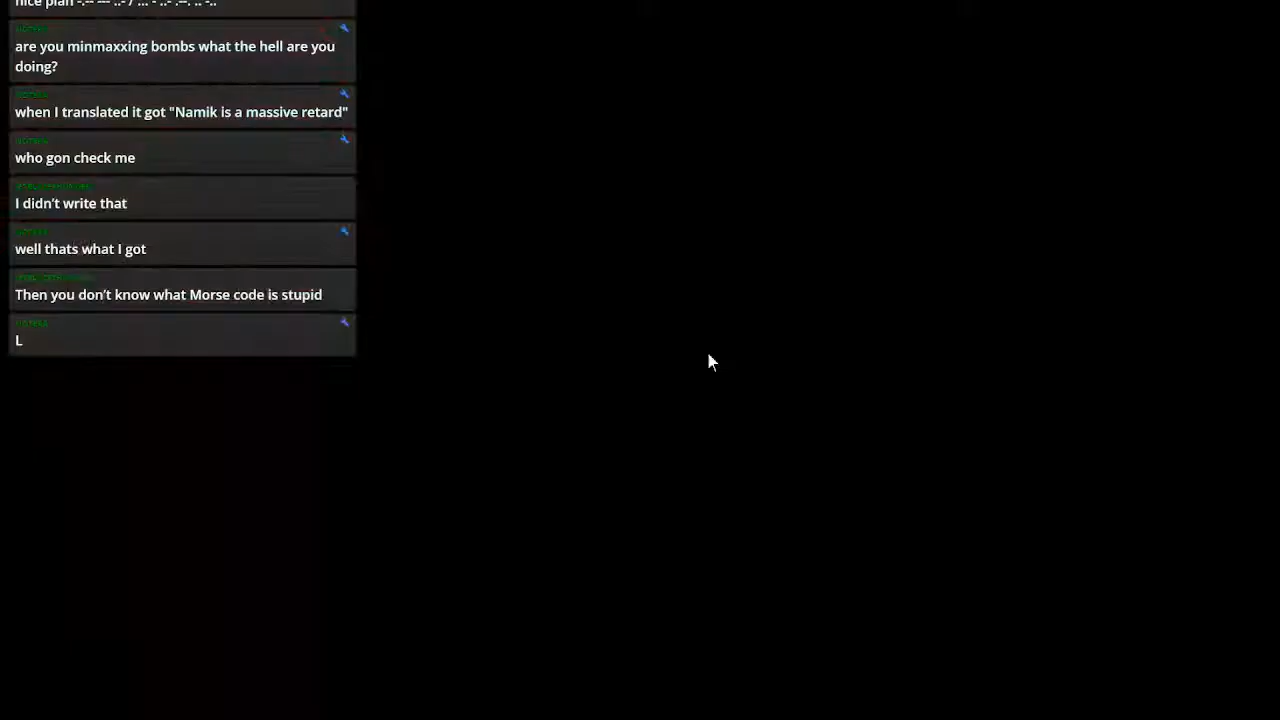 nice plan -.-- --- ..- / ... - ..- .--. .. -..
are you minmaxxing bombs what the hell are you
doing?
when I translated it got "Namik is a massive retard"
who gon check me
I didn't write that
well thats what I got
Then you don't know what Morse code is stupid
L